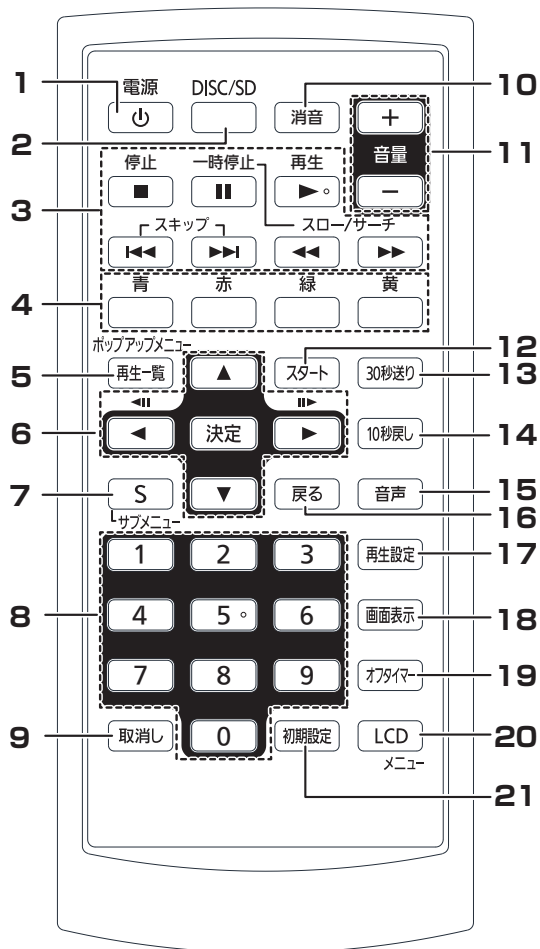 電源 DISC/SD
1 10
消音 +
2 音量 11
停止 一時停止 再生 −
3
スキップ スロー/サーチ
青 赤 緑 黄
4
ポップアップメニュー 12
5 再生一覧 スタート 30秒送り 13
6 決定 10秒戻し 14
7 S 戻る 音声 15
サブメニュー 16
1 2 3 再生設定 17
8 4 5 6 画面表示 18
7 8 9 オフタイマー 19
9 取消し 0 初期設定 LCD 20
メニュー
21